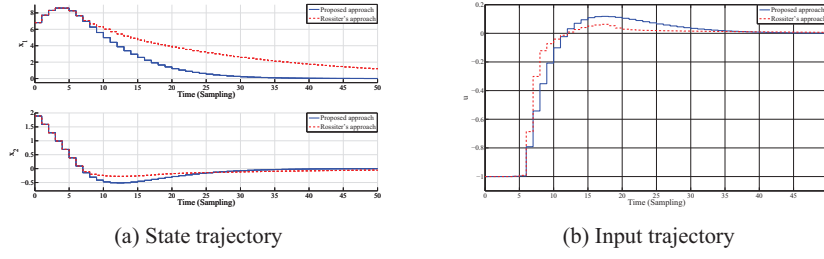 Proposed approach
Rossiter's approach
8
6
4
2
0
x1
0 5 10 15 20 25 30 35 40 45 50
Time (Sampling)
Proposed approach
Rossiter's approach
2
1.5
1
0.5
0
−0.5
x2
0 5 10 15 20 25 30 35 40 45 50
Time (Sampling)
(a) State trajectory
Proposed approach
Rossiter's approach
0.2
0
−0.2
−0.4
−0.6
−0.8
−1
u
0 5 10 15 20 25 30 35 40 45
Time (Sampling)
(b) Input trajectory